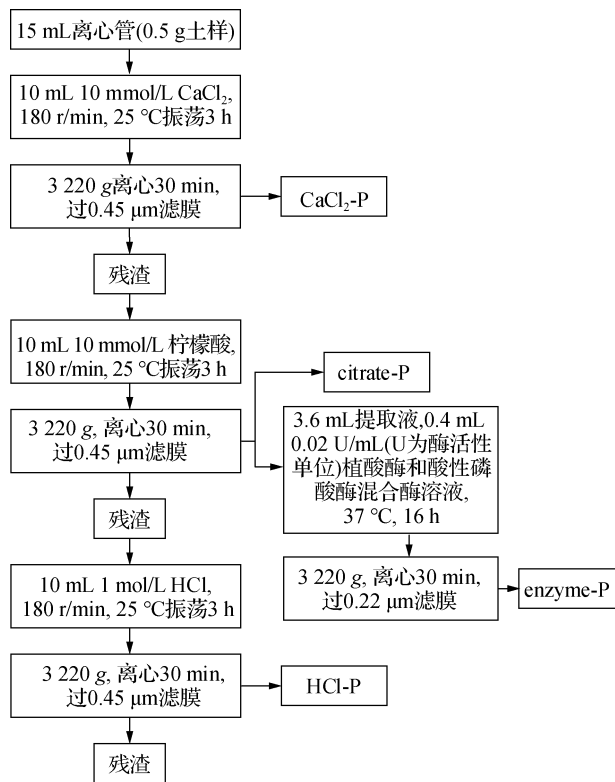 15 mL离心管(0.5 g土样)
10 mL 10 mmol/L CaCl₂,
180 r/min, 25 °C振荡3 h
3 220 g离心30 min,
过0.45 μm滤膜
CaCl₂-P
残渣
10 mL 10 mmol/L 柠檬酸,
180 r/min, 25 °C振荡3 h
citrate-P
3 220 g, 离心30 min,
过0.45 μm滤膜
3.6 mL提取液,0.4 mL
0.02 U/mL(U为酶活性
单位)植酸酶和酸性磷
酸酶混合酶溶液,
37 °C, 16 h
残渣
3 220 g, 离心30 min,
过0.22 μm滤膜
enzyme-P
10 mL 1 mol/L HCl,
180 r/min, 25 °C振荡3 h
3 220 g, 离心30 min,
过0.45 μm滤膜
HCl-P
残渣